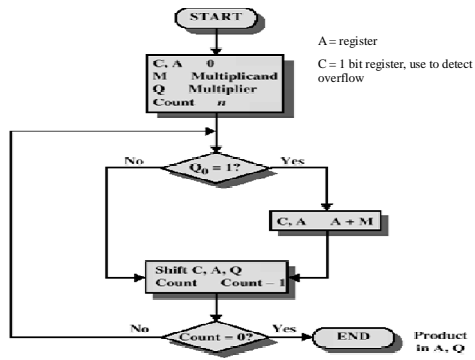 START
A = register
C = 1 bit register, use to detect
overflow
C, A 0
M Multiplicand
Q Multiplier
Count n
No
Q0 = 1?
Yes
C, A A + M
Shift C, A, Q
Count Count – 1
No
Count = 0?
Yes
END
Product
in A, Q